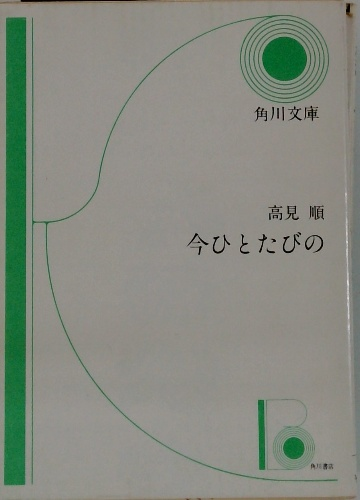 角川文庫
高見 順
今ひとたびの
角川書店